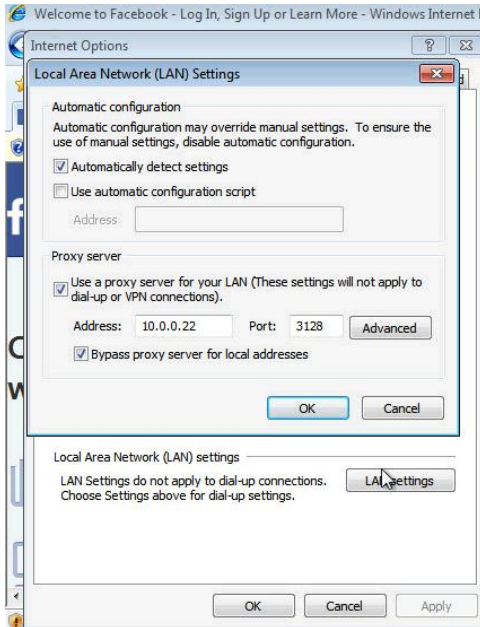 Welcome to Facebook - Log In, Sign Up or Learn More - Windows Internet
Internet Options
Local Area Network (LAN) Settings
Automatic configuration
Automatic configuration may override manual settings. To ensure the
use of manual settings, disable automatic configuration.
Automatically detect settings
Use automatic configuration script
Address
Proxy server
Use a proxy server for your LAN (These settings will not apply to
dial-up or VPN connections).
Address: 10.0.0.22 Port: 3128 Advanced
Bypass proxy server for local addresses
OK Cancel
Local Area Network (LAN) settings
LAN Settings do not apply to dial-up connections. LAN settings
Choose Settings above for dial-up settings.
OK Cancel Apply